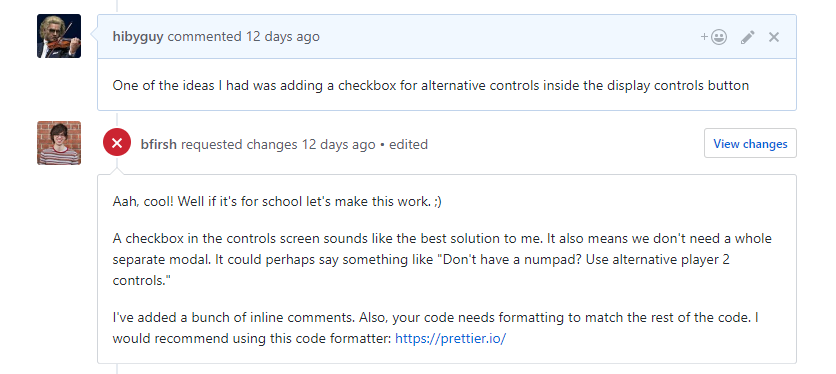 hibyguy commented 12 days ago
One of the ideas I had was adding a checkbox for alternative controls inside the display controls button
bfirsh requested changes 12 days ago • edited
View changes
Aah, cool! Well if it's for school let's make this work. ;)
A checkbox in the controls screen sounds like the best solution to me. It also means we don't need a whole
separate modal. It could perhaps say something like "Don't have a numpad? Use alternative player 2
controls."
I've added a bunch of inline comments. Also, your code needs formatting to match the rest of the code. I
would recommend using this code formatter: https://prettier.io/